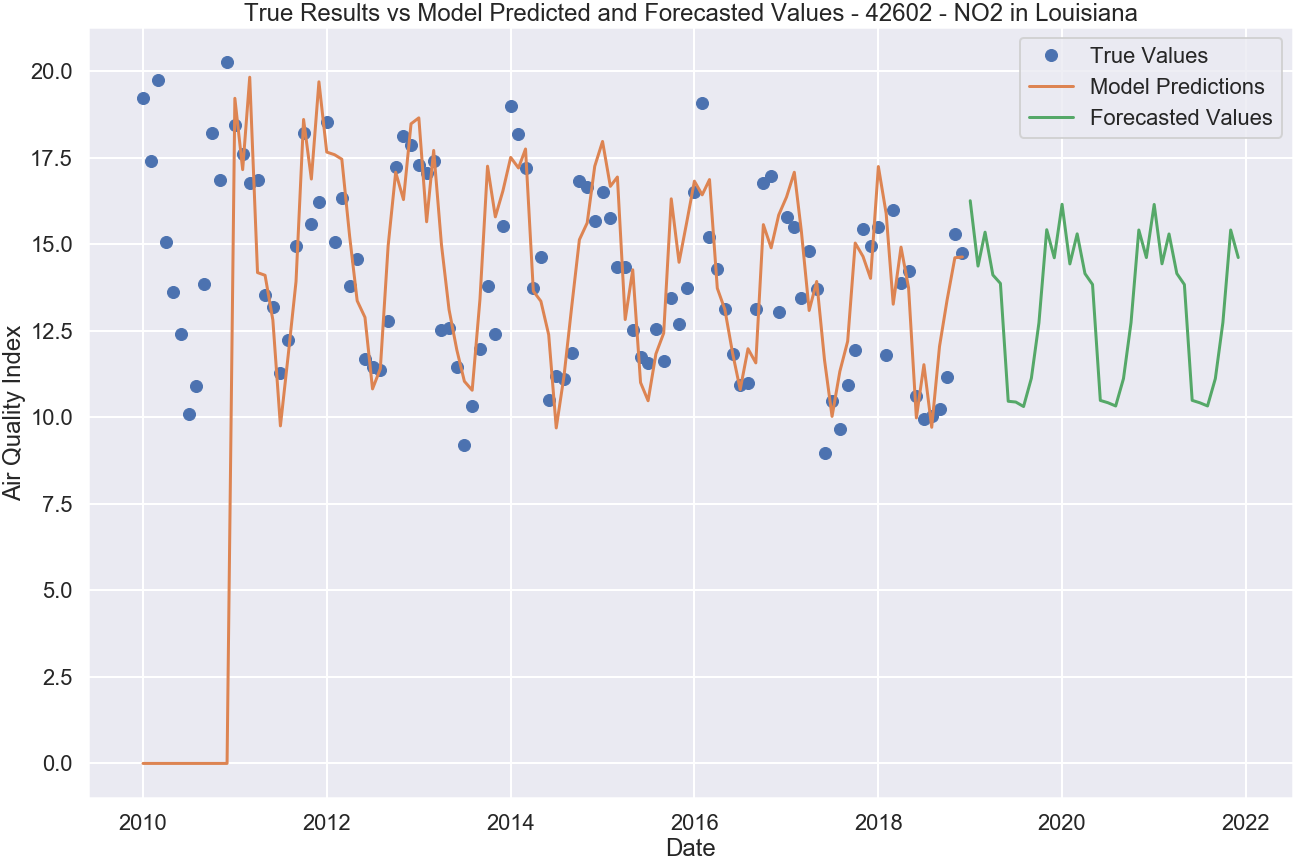 True Results vs Model Predicted and Forecasted Values - 42602 - NO2 in Louisiana
True Values
Model Predictions
Forecasted Values
Air Quality Index
20.0
17.5
15.0
12.5
10.0
7.5
5.0
2.5
0.0
2010 2012 2014 2016 2018 2020 2022
Date